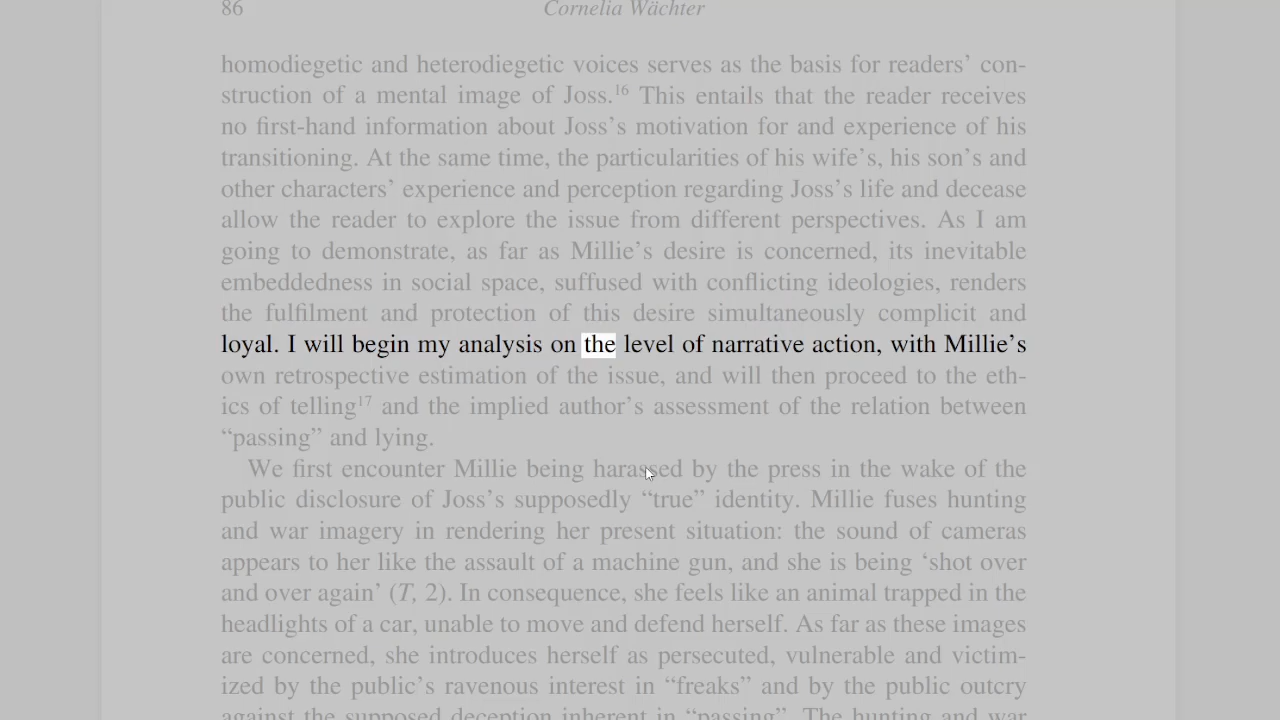 86 Cornelia Wächter
homodiegetic and heterodiegetic voices serves as the basis for readers’ con-
struction of a mental image of Joss.16 This entails that the reader receives
no first-hand information about Joss’s motivation for and experience of his
transitioning. At the same time, the particularities of his wife’s, his son’s and
other characters’ experience and perception regarding Joss’s life and decease
allow the reader to explore the issue from different perspectives. As I am
going to demonstrate, as far as Millie’s desire is concerned, its inevitable
embeddedness in social space, suffused with conflicting ideologies, renders
the fulfilment and protection of this desire simultaneously complicit and
loyal. I will begin my analysis on the level of narrative action, with Millie’s
own retrospective estimation of the issue, and will then proceed to the eth-
ics of telling17 and the implied author’s assessment of the relation between
“passing” and lying.
We first encounter Millie being harassed by the press in the wake of the
public disclosure of Joss’s supposedly “true” identity. Millie fuses hunting
and war imagery in rendering her present situation: the sound of cameras
appears to her like the assault of a machine gun, and she is being ‘shot over
and over again’ (T, 2). In consequence, she feels like an animal trapped in the
headlights of a car, unable to move and defend herself. As far as these images
are concerned, she introduces herself as persecuted, vulnerable and victim-
ized by the public’s ravenous interest in “freaks” and by the public outcry
against the supposed deception inherent in “passing”. The hunting and war